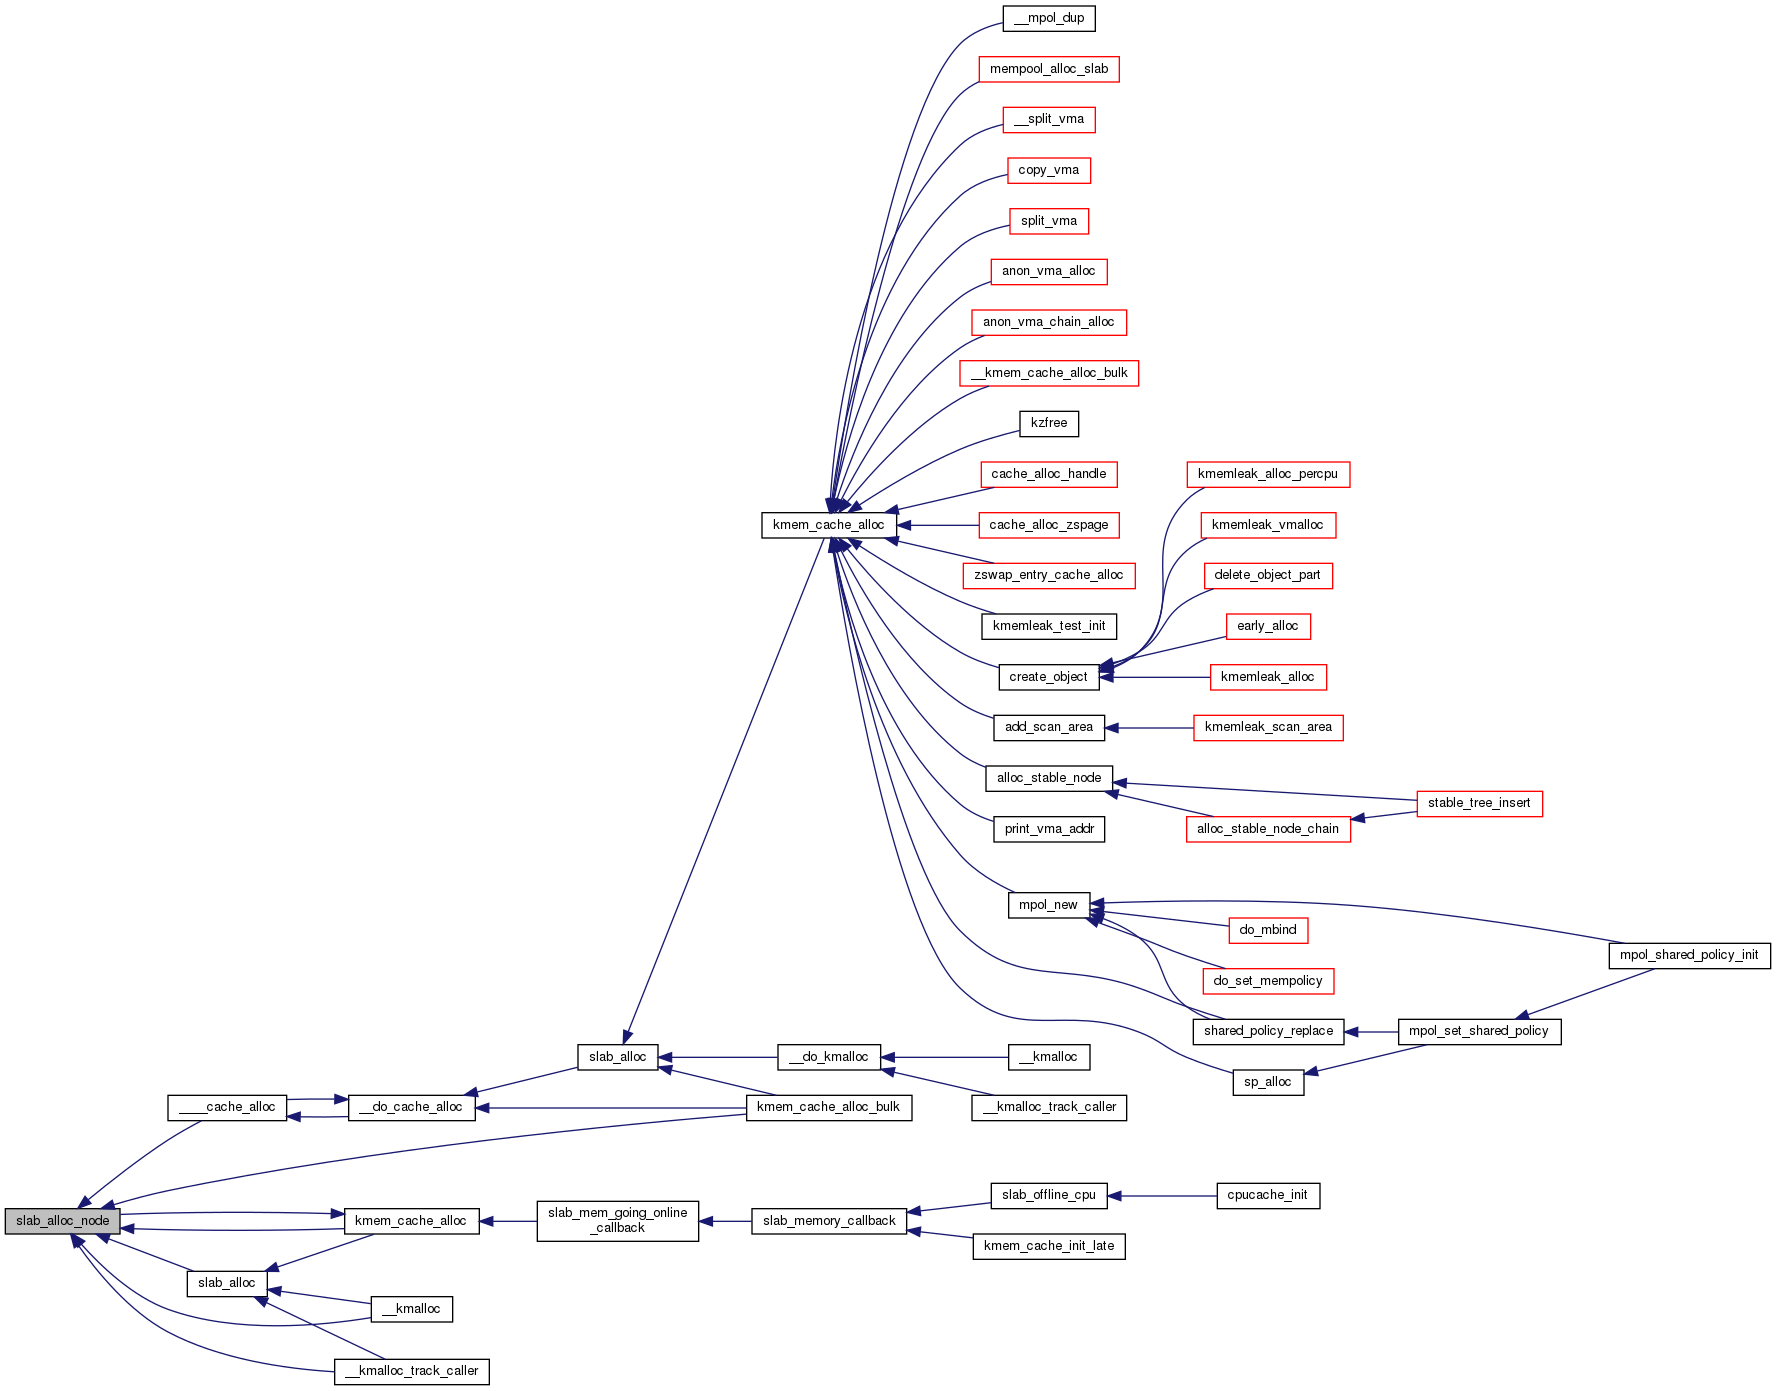 __mpol_dup
mempool_alloc_slab
__split_vma
copy_vma
split_vma
anon_vma_alloc
anon_vma_chain_alloc
__kmem_cache_alloc_bulk
kzfree
cache_alloc_handle
kmemleak_alloc_percpu
kmem_cache_alloc
cache_alloc_zspage
kmemleak_vmalloc
zswap_entry_cache_alloc
delete_object_part
kmemleak_test_init
early_alloc
create_object
kmemleak_alloc
add_scan_area
kmemleak_scan_area
alloc_stable_node
stable_tree_insert
print_vma_addr
alloc_stable_node_chain
mpol_new
do_mbind
mpol_shared_policy_init
do_set_mempolicy
shared_policy_replace
mpol_set_shared_policy
slab_alloc
__do_kmalloc
__kmalloc
sp_alloc
____cache_alloc
__do_cache_alloc
kmem_cache_alloc_bulk
__kmalloc_track_caller
slab_offline_cpu
cpucache_init
slab_alloc_node
kmem_cache_alloc
slab_mem_going_online
_callback
slab_memory_callback
kmem_cache_init_late
slab_alloc
__kmalloc
__kmalloc_track_caller